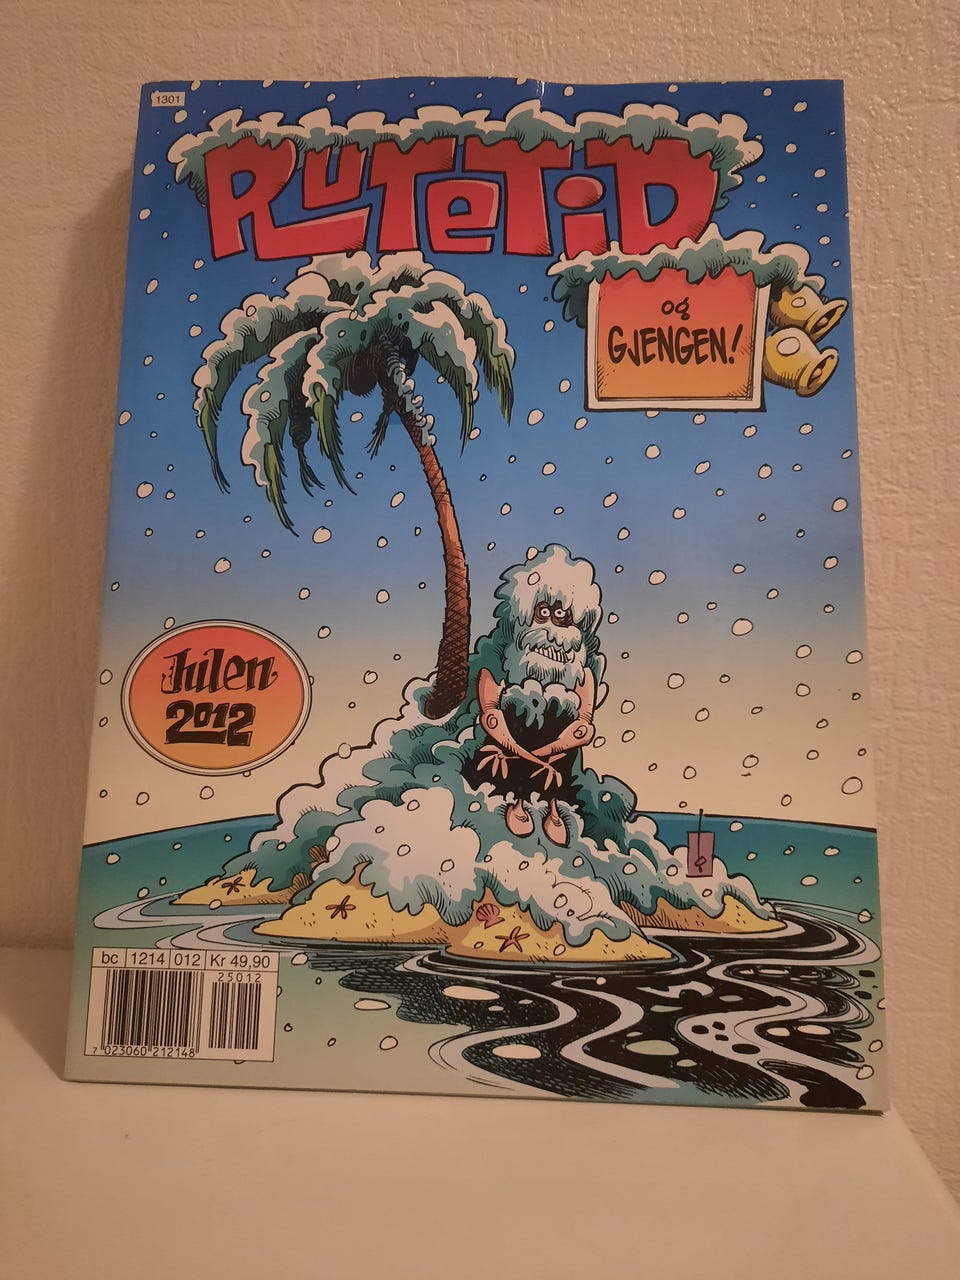 1301
RUTETID
og
GJENGEN!
Julen
2012
bc 1214 012 Kr 49,90
25012
7 023060 212148